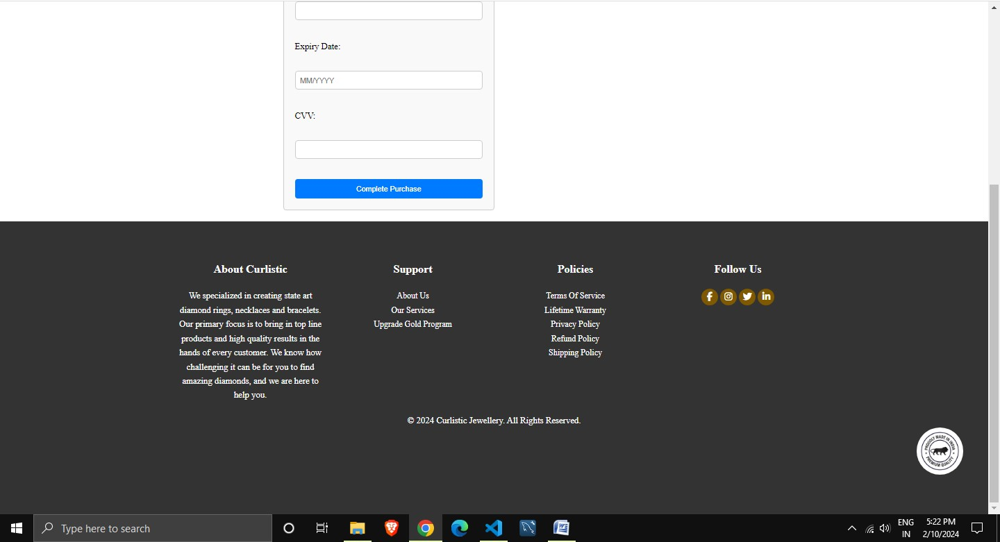 Expiry Date:
MM/YYYY
CVV:
Complete Purchase
About Curlistic
We specialized in creating state art
diamond rings, necklaces and bracelets.
Our primary focus is to bring in top line
products and high quality results in the
hands of every customer. We know how
challenging it can be for you to find
amazing diamonds, and we are here to
help you.
Support
About Us
Our Services
Upgrade Gold Program
Policies
Terms Of Service
Lifetime Warranty
Privacy Policy
Refund Policy
Shipping Policy
Follow Us
© 2024 Curlistic Jewellery. All Rights Reserved.
PROUDLY MADE IN INDIA
PREMIUM QUALITY
Type here to search
ENG
IN
5:22 PM
2/10/2024